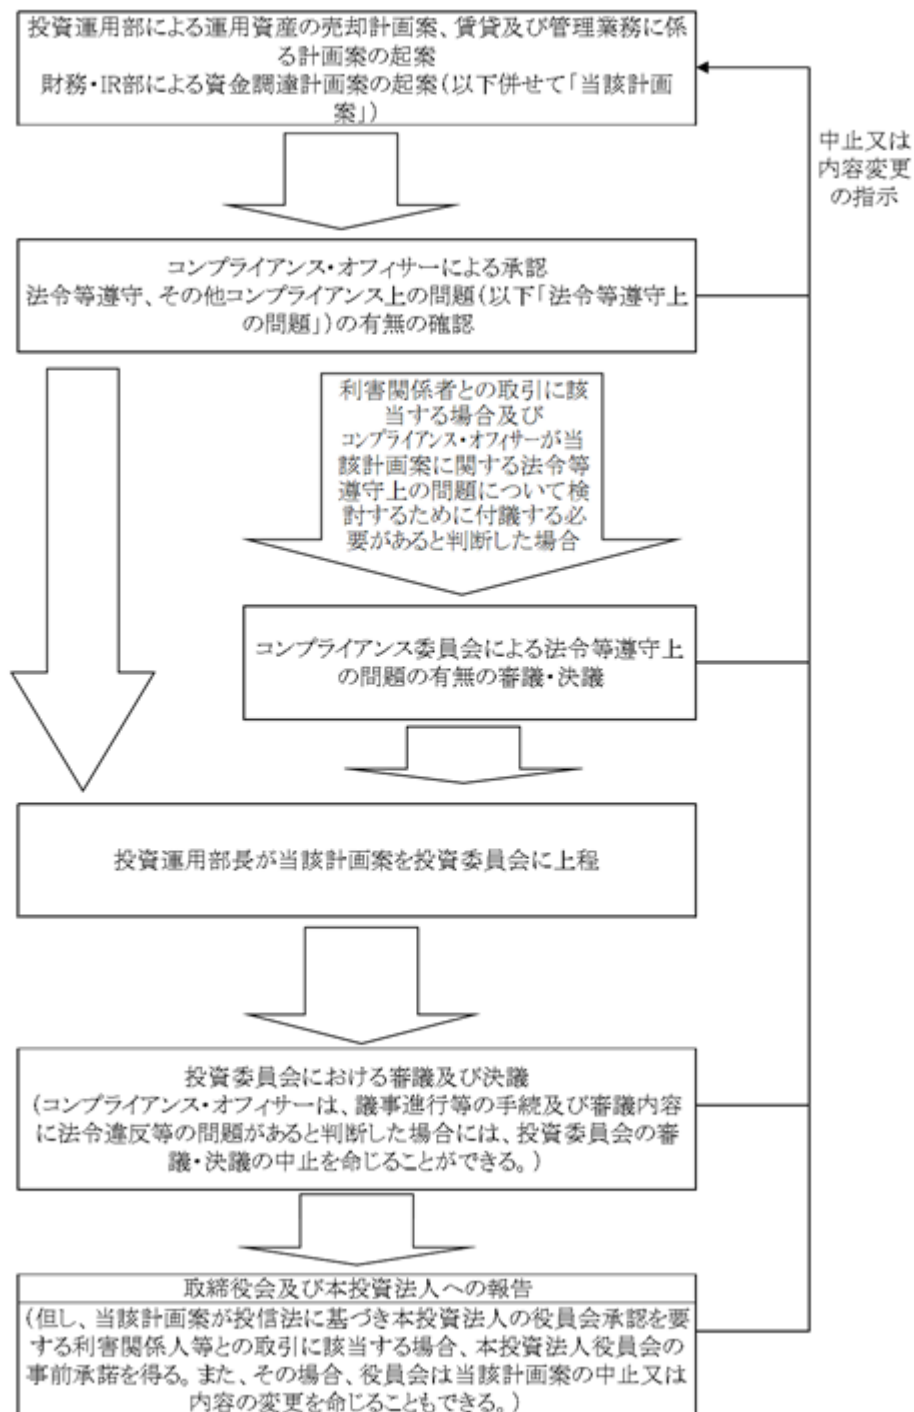 投資運用部による運用資産の売却計画案、賃貸及び管理業務に係
る計画案の起案
財務・IR部による資金調達計画案の起案(以下併せて「当該計画
案」)
中止又は
内容変更
の指示
コンプライアンス・オフィサーによる承認
法令等遵守、その他コンプライアンス上の問題(以下「法令等遵守上
の問題」)の有無の確認
利害関係者との取引に該
当する場合及び
コンプライアンス・オフィサーが当
該計画案に関する法令等
遵守上の問題について検
討するために付議する必
要があると判断した場合
コンプライアンス委員会による法令等遵守上
の問題の有無の審議・決議
投資運用部長が当該計画案を投資委員会に上程
投資委員会における審議及び決議
(コンプライアンス・オフィサーは、議事進行等の手続及び審議内容
に法令違反等の問題があると判断した場合には、投資委員会の審
議・決議の中止を命じることができる。)
取締役会及び本投資法人への報告
(但し、当該計画案が投信法に基づき本投資法人の役員会承認を要
する利害関係人等との取引に該当する場合、本投資法人役員会の
事前承諾を得る。また、その場合、役員会は当該計画案の中止又は
内容の変更を命じることもできる。)